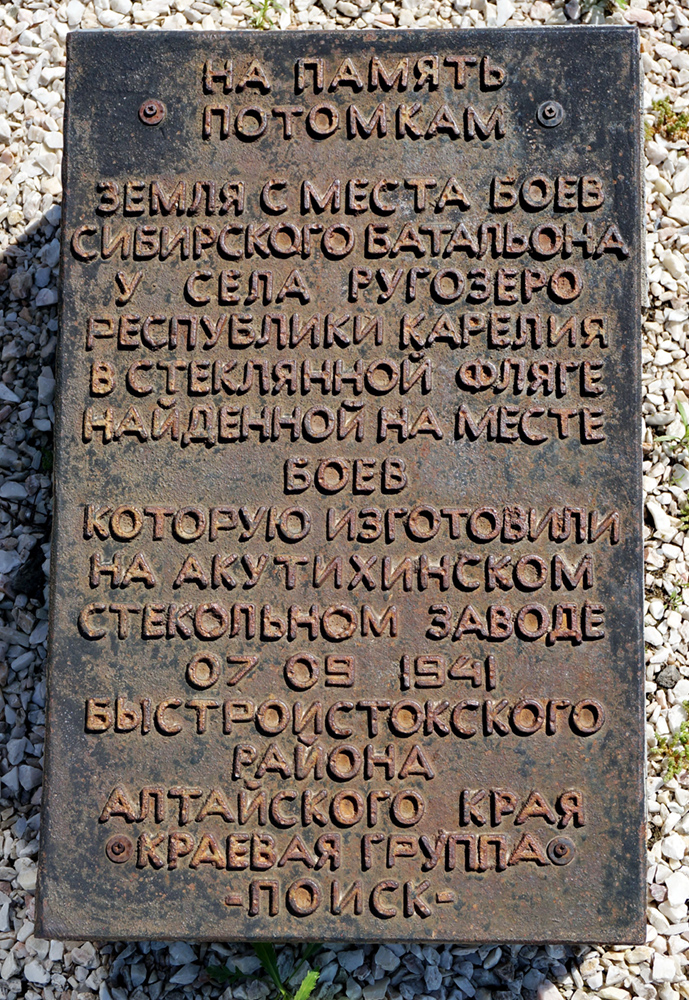 НА ПАМЯТЬ
ПОТОМКАМ
ЗЕМЛЯ С МЕСТА БОЕВ
СИБИРСКОГО БАТАЛЬОНА
У СЕЛА РУГОЗЕРО
РЕСПУБЛИКИ КАРЕЛИЯ
В СТЕКЛЯННОЙ ФЛЯГЕ
НАЙДЕННОЙ НА МЕСТЕ
БОЕВ
КОТОРУЮ ИЗГОТОВИЛИ
НА АКУТИХИНСКОМ
СТЕКОЛЬНОМ ЗАВОДЕ
07 09 1941
БЫСТРОИСТОКСКОГО
РАЙОНА
АЛТАЙСКОГО КРАЯ
КРАЕВАЯ ГРУППА
-ПОИСК-